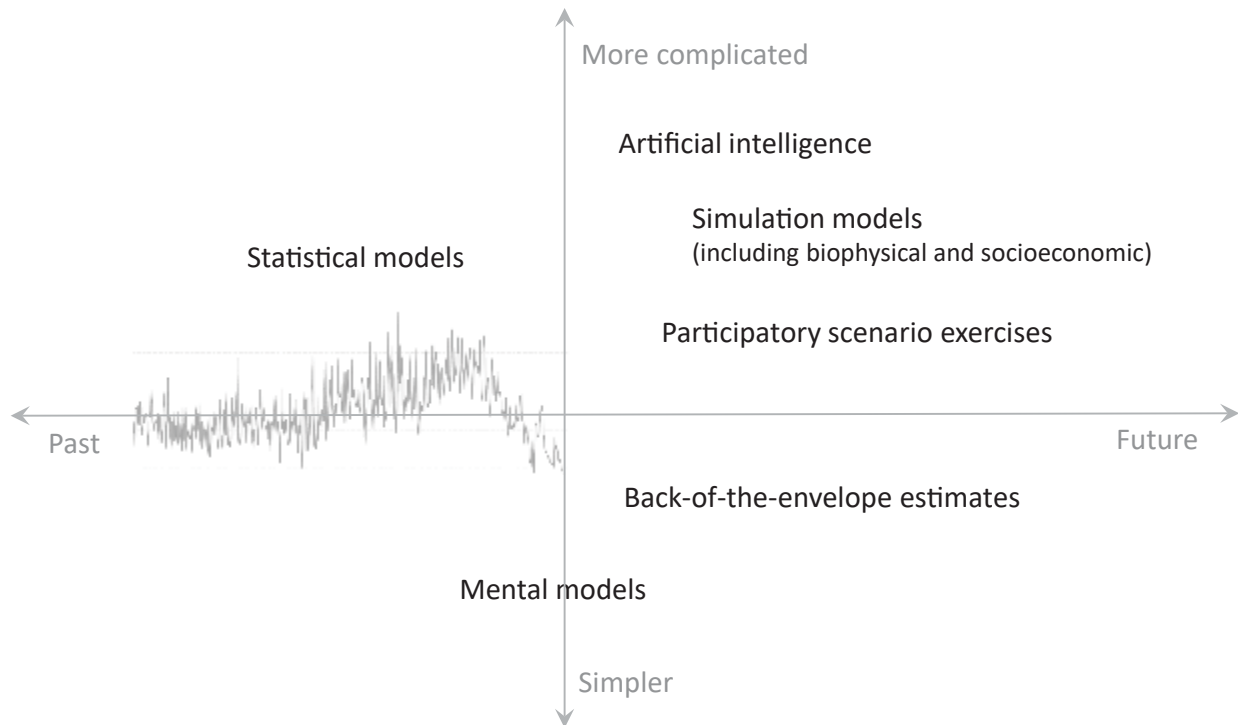 More complicated
Artificial intelligence
Simulation models
(including biophysical and socioeconomic)
Statistical models
Participatory scenario exercises
Past
Future
Back-of-the-envelope estimates
Mental models
Simpler